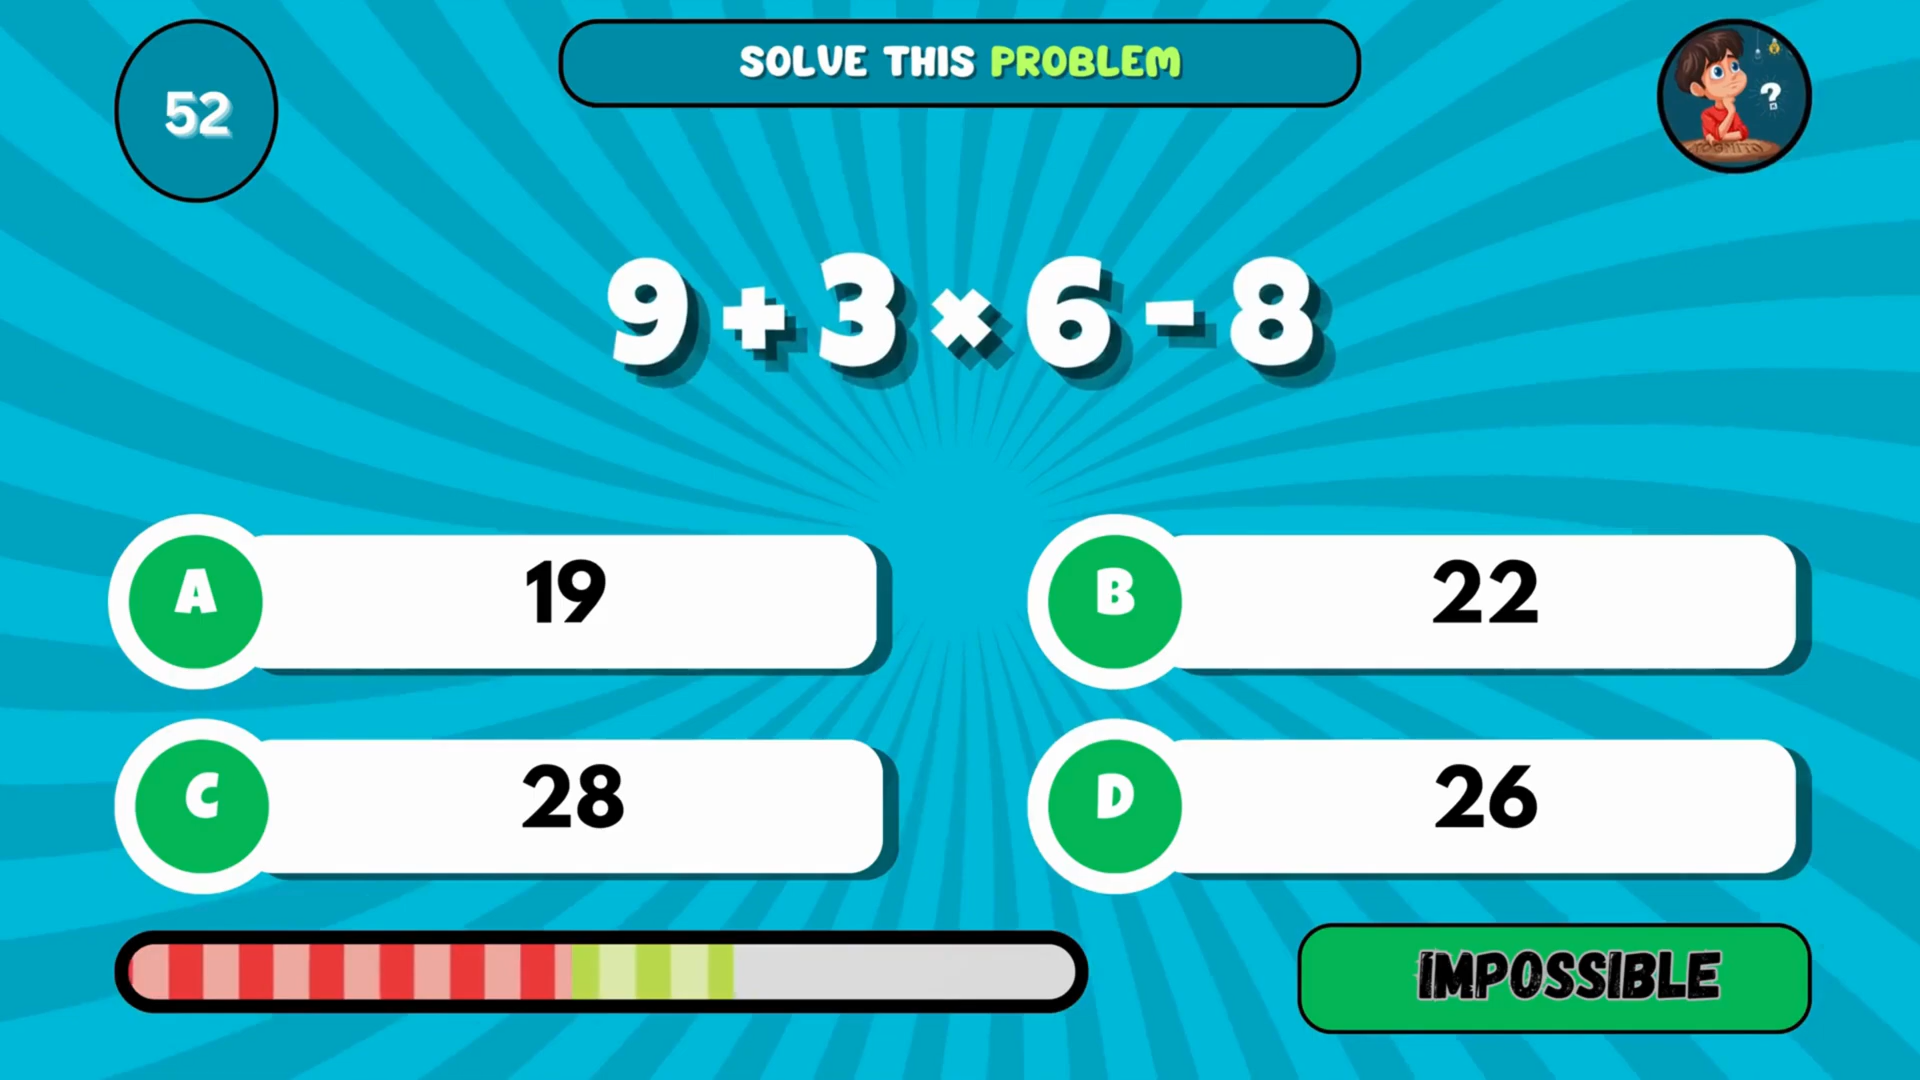 52
SOLVE THIS PROBLEM
?
9 + 3 × 6 - 8
A 19
B 22
C 28
D 26
IMPOSSIBLE